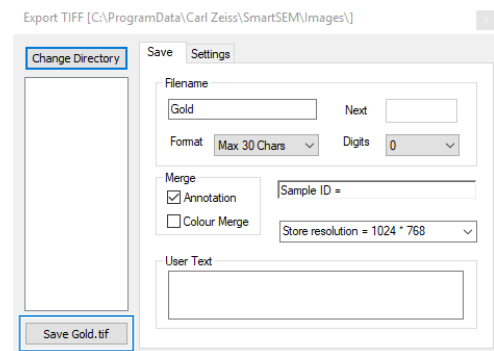 Export TIFF [C:\ProgramData\Carl Zeiss\SmartSEM\Images\]
Change Directory
Save Settings
Filename
Gold
Next
Format Max 30 Chars
Digits 0
Merge
Annotation
Colour Merge
Sample ID =
Store resolution = 1024 * 768
User Text
Save Gold.tif